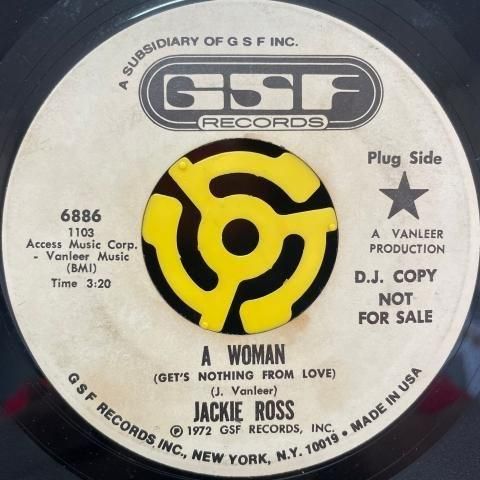 A SUBSIDIARY OF G S F INC.
GSF
RECORDS
Plug Side
A VANLEER
PRODUCTION
D.J. COPY
NOT
FOR SALE
6886
1103
Access Music Corp.
- Vanleer Music
(BMI)
Time 3:20
A WOMAN
(GET'S NOTHING FROM LOVE)
(J. Vanleer)
JACKIE ROSS
℗ 1972 GSF RECORDS, INC.
G S F RECORDS INC., NEW YORK, N.Y. 10019 • MADE IN USA